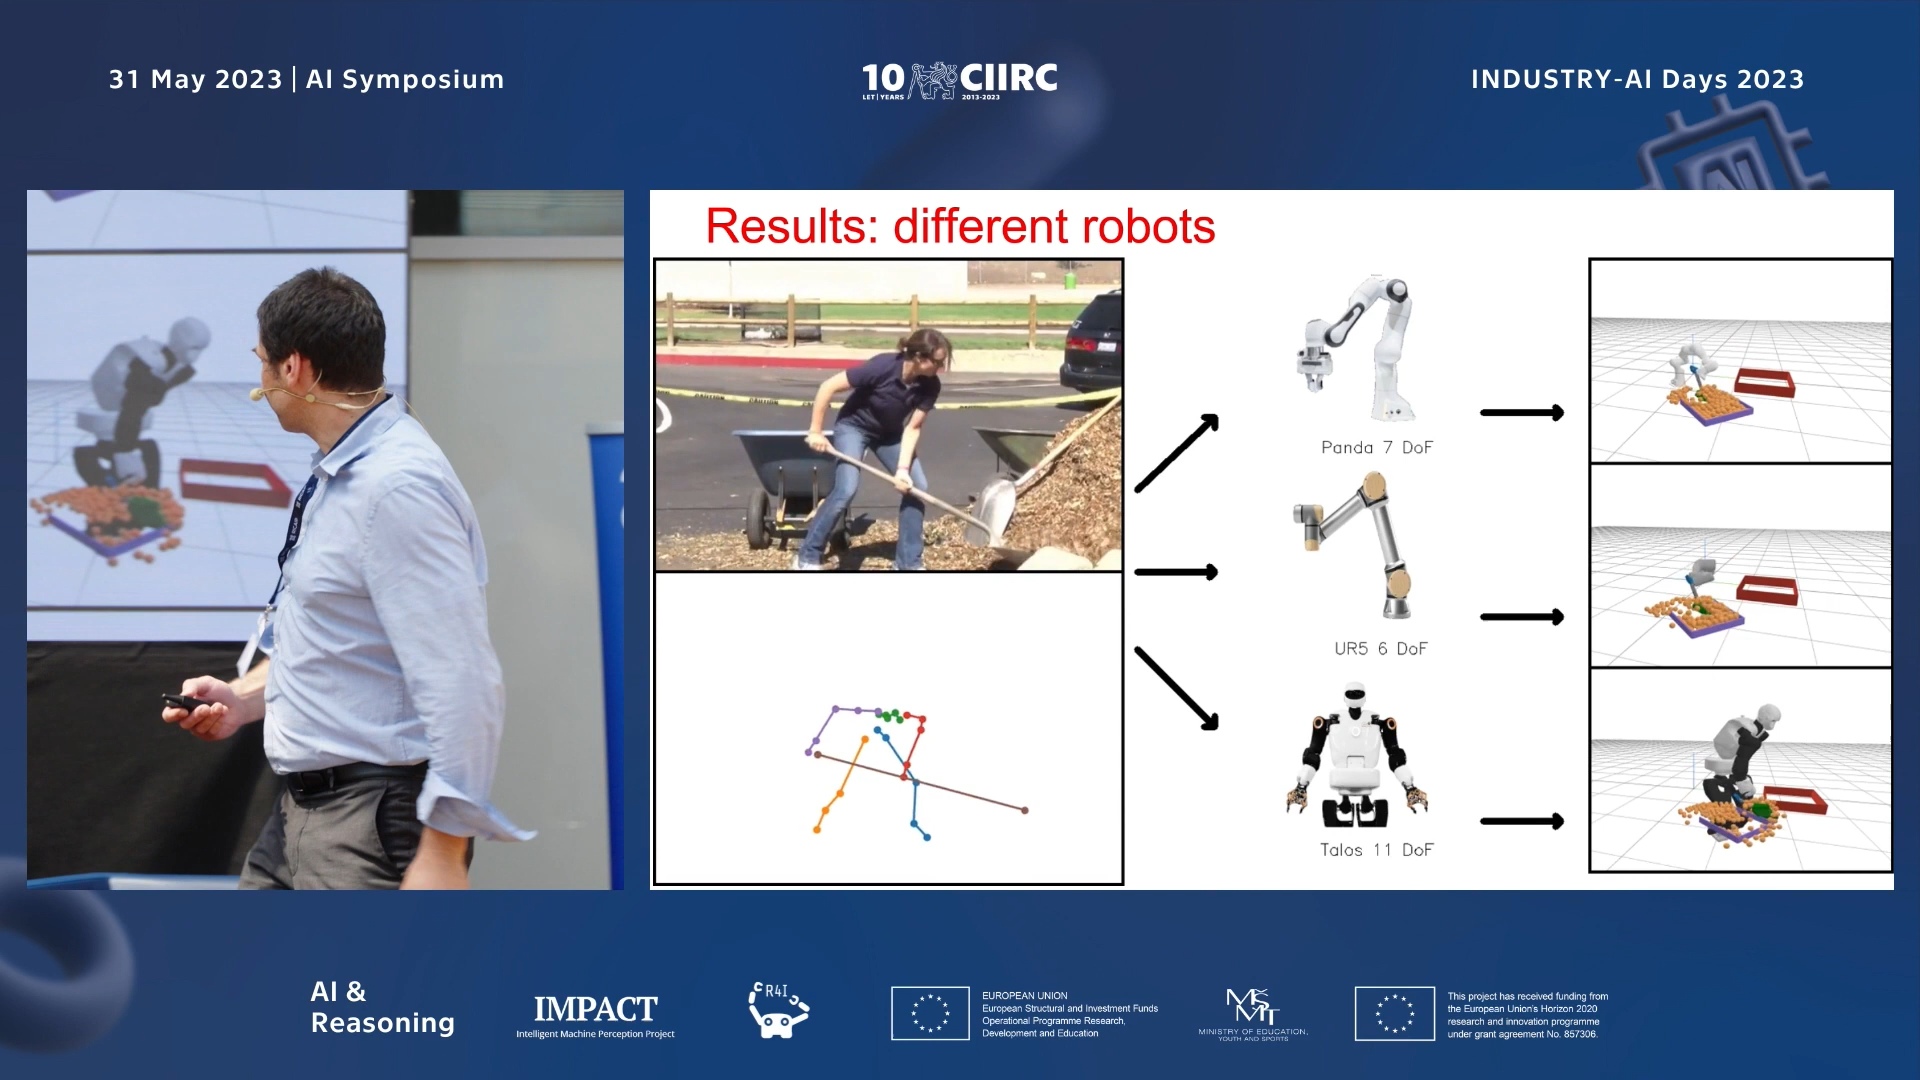 31 May 2023 | AI Symposium
10 CIIRC
LET | YEARS 2013-2023
INDUSTRY-AI Days 2023
Results: different robots
CAUTION
CAUTION
Panda 7 DoF
UR5 6 DoF
Talos 11 DoF
AI &
Reasoning
IMPACT
Intelligent Machine Perception Project
R4I
EUROPEAN UNION
European Structural and Investment Funds
Operational Programme Research,
Development and Education
MINISTRY OF EDUCATION,
YOUTH AND SPORTS
This project has received funding from
the European Union's Horizon 2020
research and innovation programme
under grant agreement No. 857306.